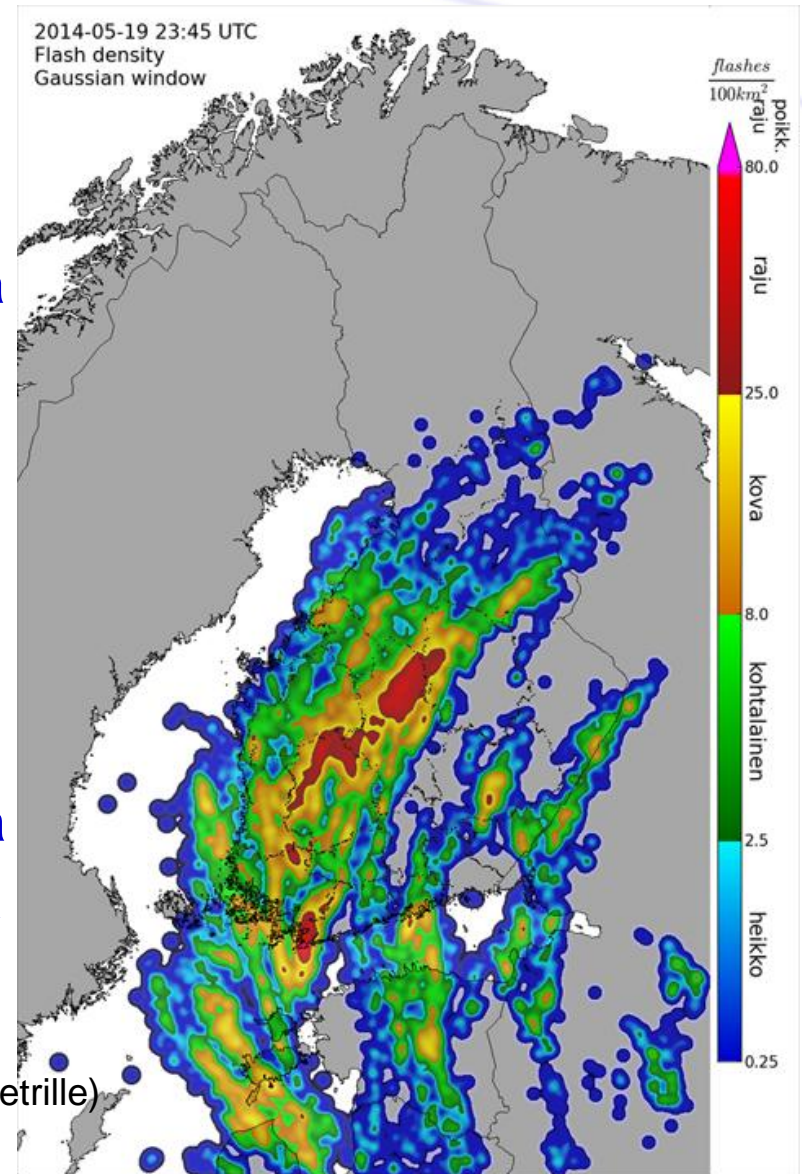 2014-05-19 23:45 UTC
Flash density
Gaussian window
flashes
100km²
poikk.
raju
80.0
raju
25.0
kova
8.0
kohtalainen
2.5
heikko
0.25
etrille)